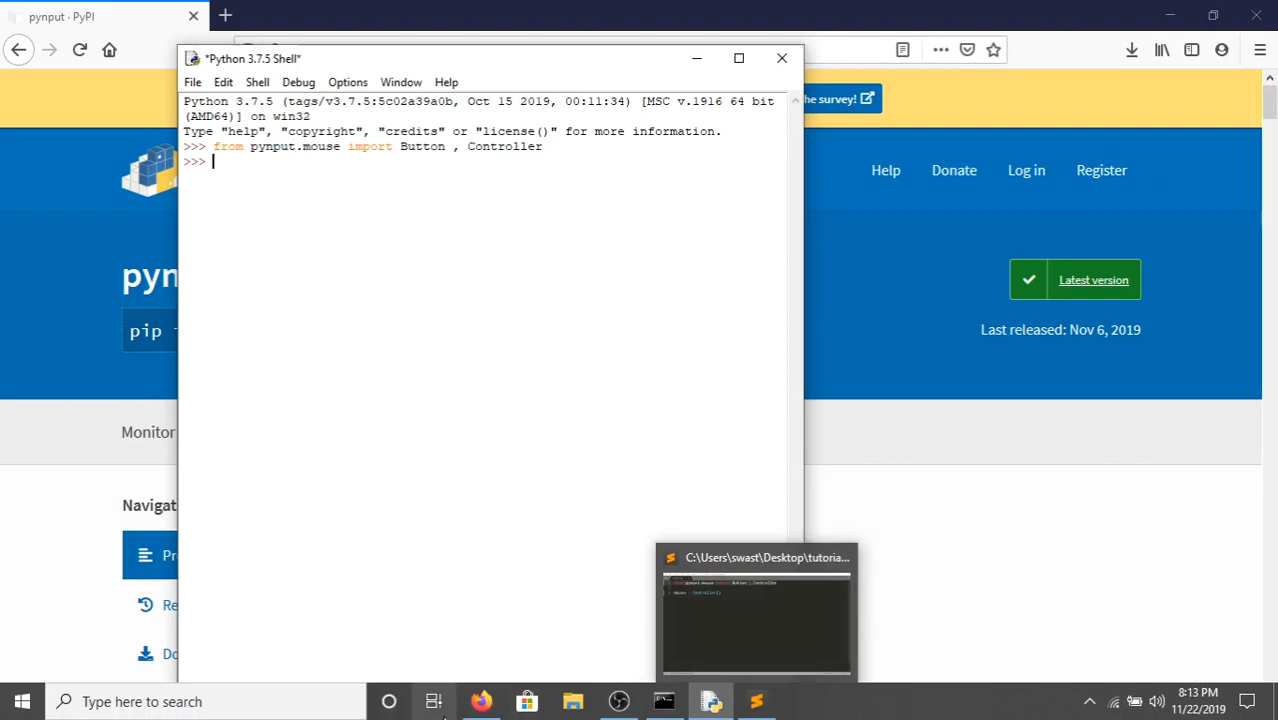 pynput · PyPI
*Python 3.7.5 Shell*
File Edit Shell Debug Options Window Help
Python 3.7.5 (tags/v3.7.5:5c02a39a0b, Oct 15 2019, 00:11:34) [MSC v.1916 64 bit
(AMD64)] on win32
Type "help", "copyright", "credits" or "license()" for more information.
>>> from pynput.mouse import Button , Controller
>>>
he survey!
Help Donate Log in Register
pyn
pip
Latest version
Last released: Nov 6, 2019
Monitor
Navigat
Pr
Re
Do
C:\Users\swast\Desktop\tutoria...
mouse = Controller()
Type here to search
8:13 PM
11/22/2019